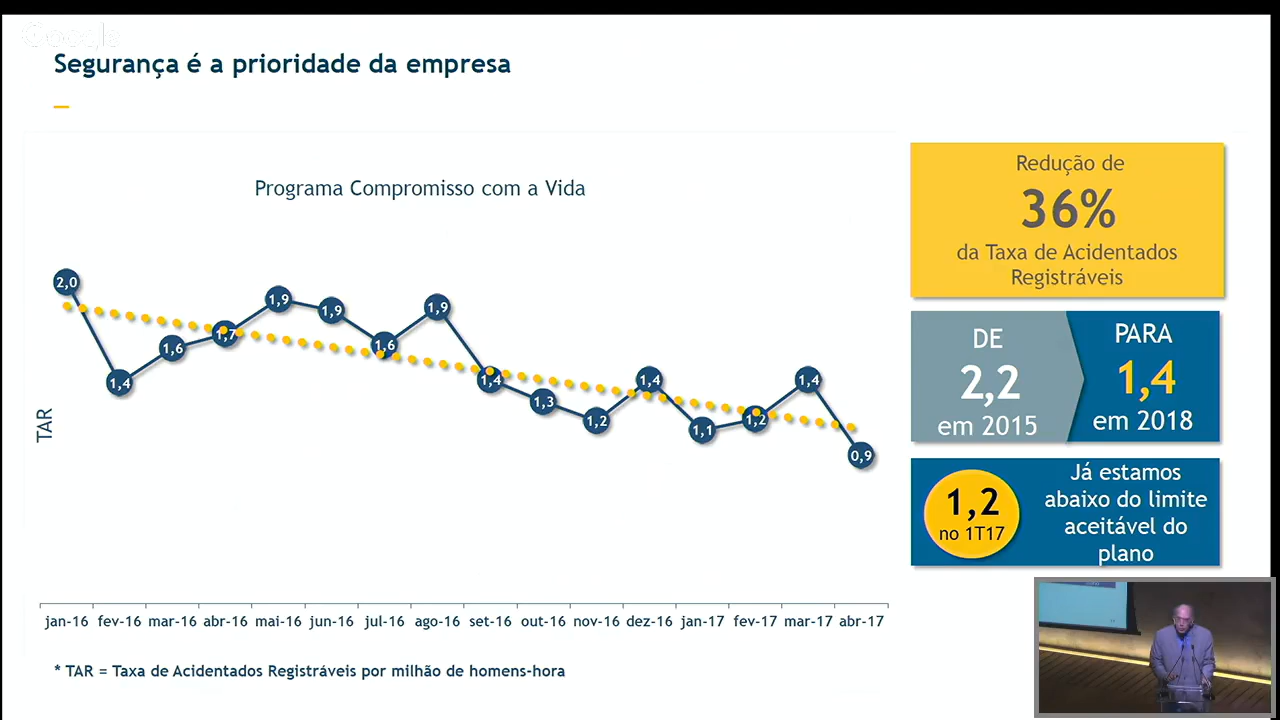 Google
Segurança é a prioridade da empresa
Programa Compromisso com a Vida
TAR
2,0
1,4
1,6
1,7
1,9
1,9
1,6
1,9
1,4
1,3
1,2
1,4
1,1
1,2
1,4
0,9
jan-16 fev-16 mar-16 abr-16 mai-16 jun-16 jul-16 ago-16 set-16 out-16 nov-16 dez-16 jan-17 fev-17 mar-17 abr-17
* TAR = Taxa de Acidentados Registráveis por milhão de homens-hora
Redução de
36%
da Taxa de Acidentados
Registráveis
DE
2,2
em 2015
PARA
1,4
em 2018
1,2
no 1T17
Já estamos
abaixo do limite
aceitável do
plano